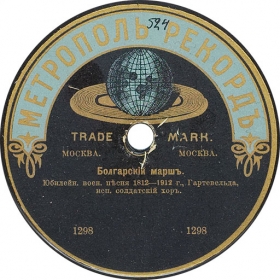 524
МЕТРОПОЛЬ РЕКОРДЪ
TRADE MARK.
МОСКВА. МОСКВА.
Болгарскій маршъ.
Юбилейн. воен. пѣсня 1812—1912 г., Гартевельда,
исп. солдатскій хоръ.
1298 1298